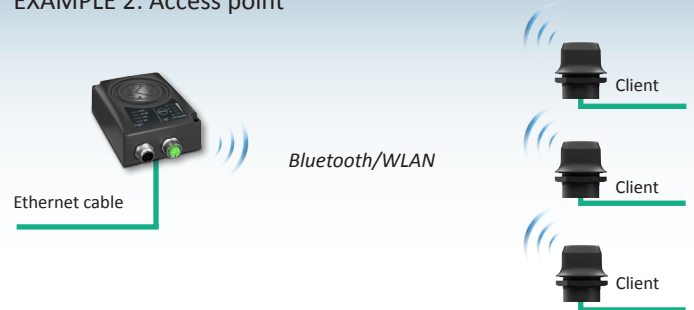 EXAMPLE 2: Access point
Client
Bluetooth/WLAN
Client
Ethernet cable
Client